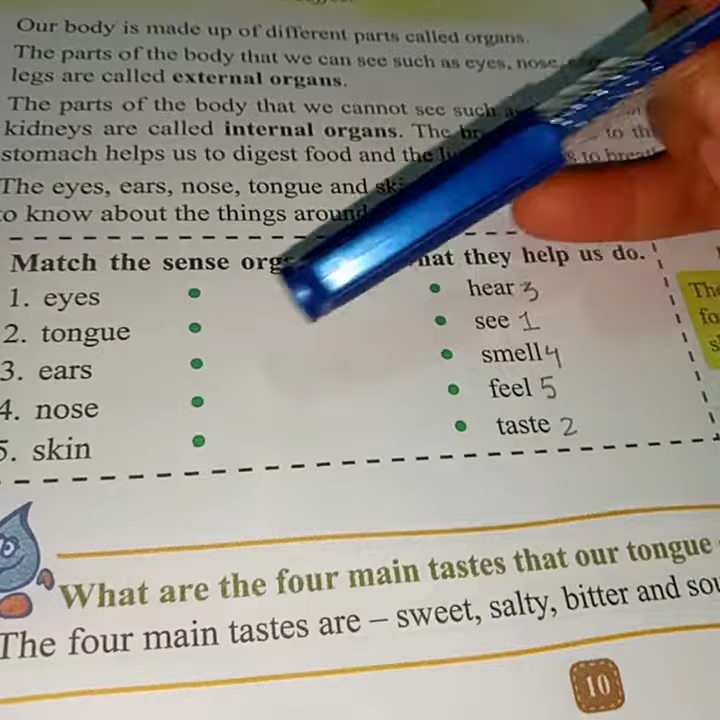 Our body is made up of different parts called organs.
The parts of the body that we can see such as eyes, nose,
legs are called external organs.
The parts of the body that we cannot see such
kidneys are called internal organs. The to
stomach helps us to digest food and the to
The eyes, ears, nose, tongue and
to know about the things around
Match the sense they help us do.
1. eyes hear 3
2. tongue see 1
3. ears smell 4
4. nose feel 5
5. skin taste 2
What are the four main tastes that our tongue
The four main tastes are – sweet, salty, bitter and
10